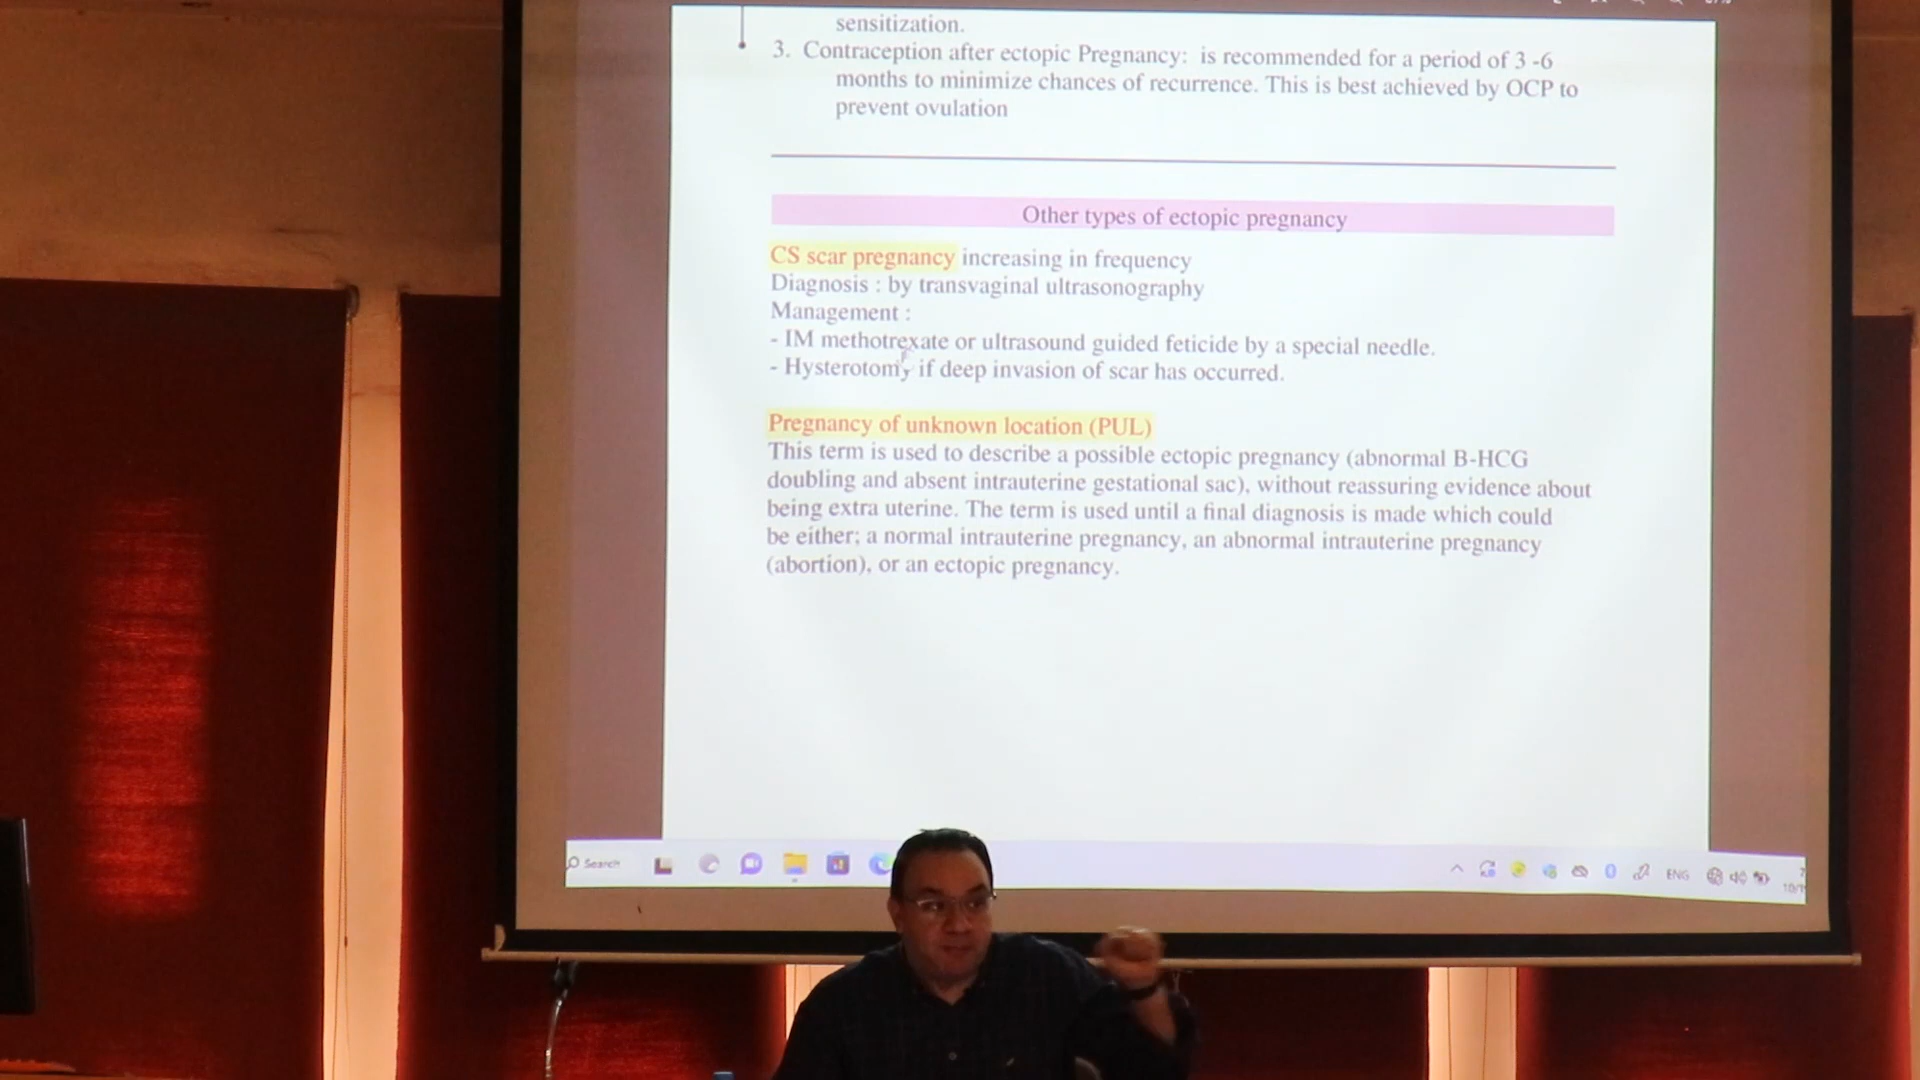 sensitization.
3. Contraception after ectopic Pregnancy: is recommended for a period of 3 -6
months to minimize chances of recurrence. This is best achieved by OCP to
prevent ovulation
Other types of ectopic pregnancy
CS scar pregnancy increasing in frequency
Diagnosis : by transvaginal ultrasonography
Management :
- IM methotrexate or ultrasound guided feticide by a special needle.
- Hysterotomy if deep invasion of scar has occurred.
Pregnancy of unknown location (PUL)
This term is used to describe a possible ectopic pregnancy (abnormal B-HCG
doubling and absent intrauterine gestational sac), without reassuring evidence about
being extra uterine. The term is used until a final diagnosis is made which could
be either; a normal intrauterine pregnancy, an abnormal intrauterine pregnancy
(abortion), or an ectopic pregnancy.
Search
ENG